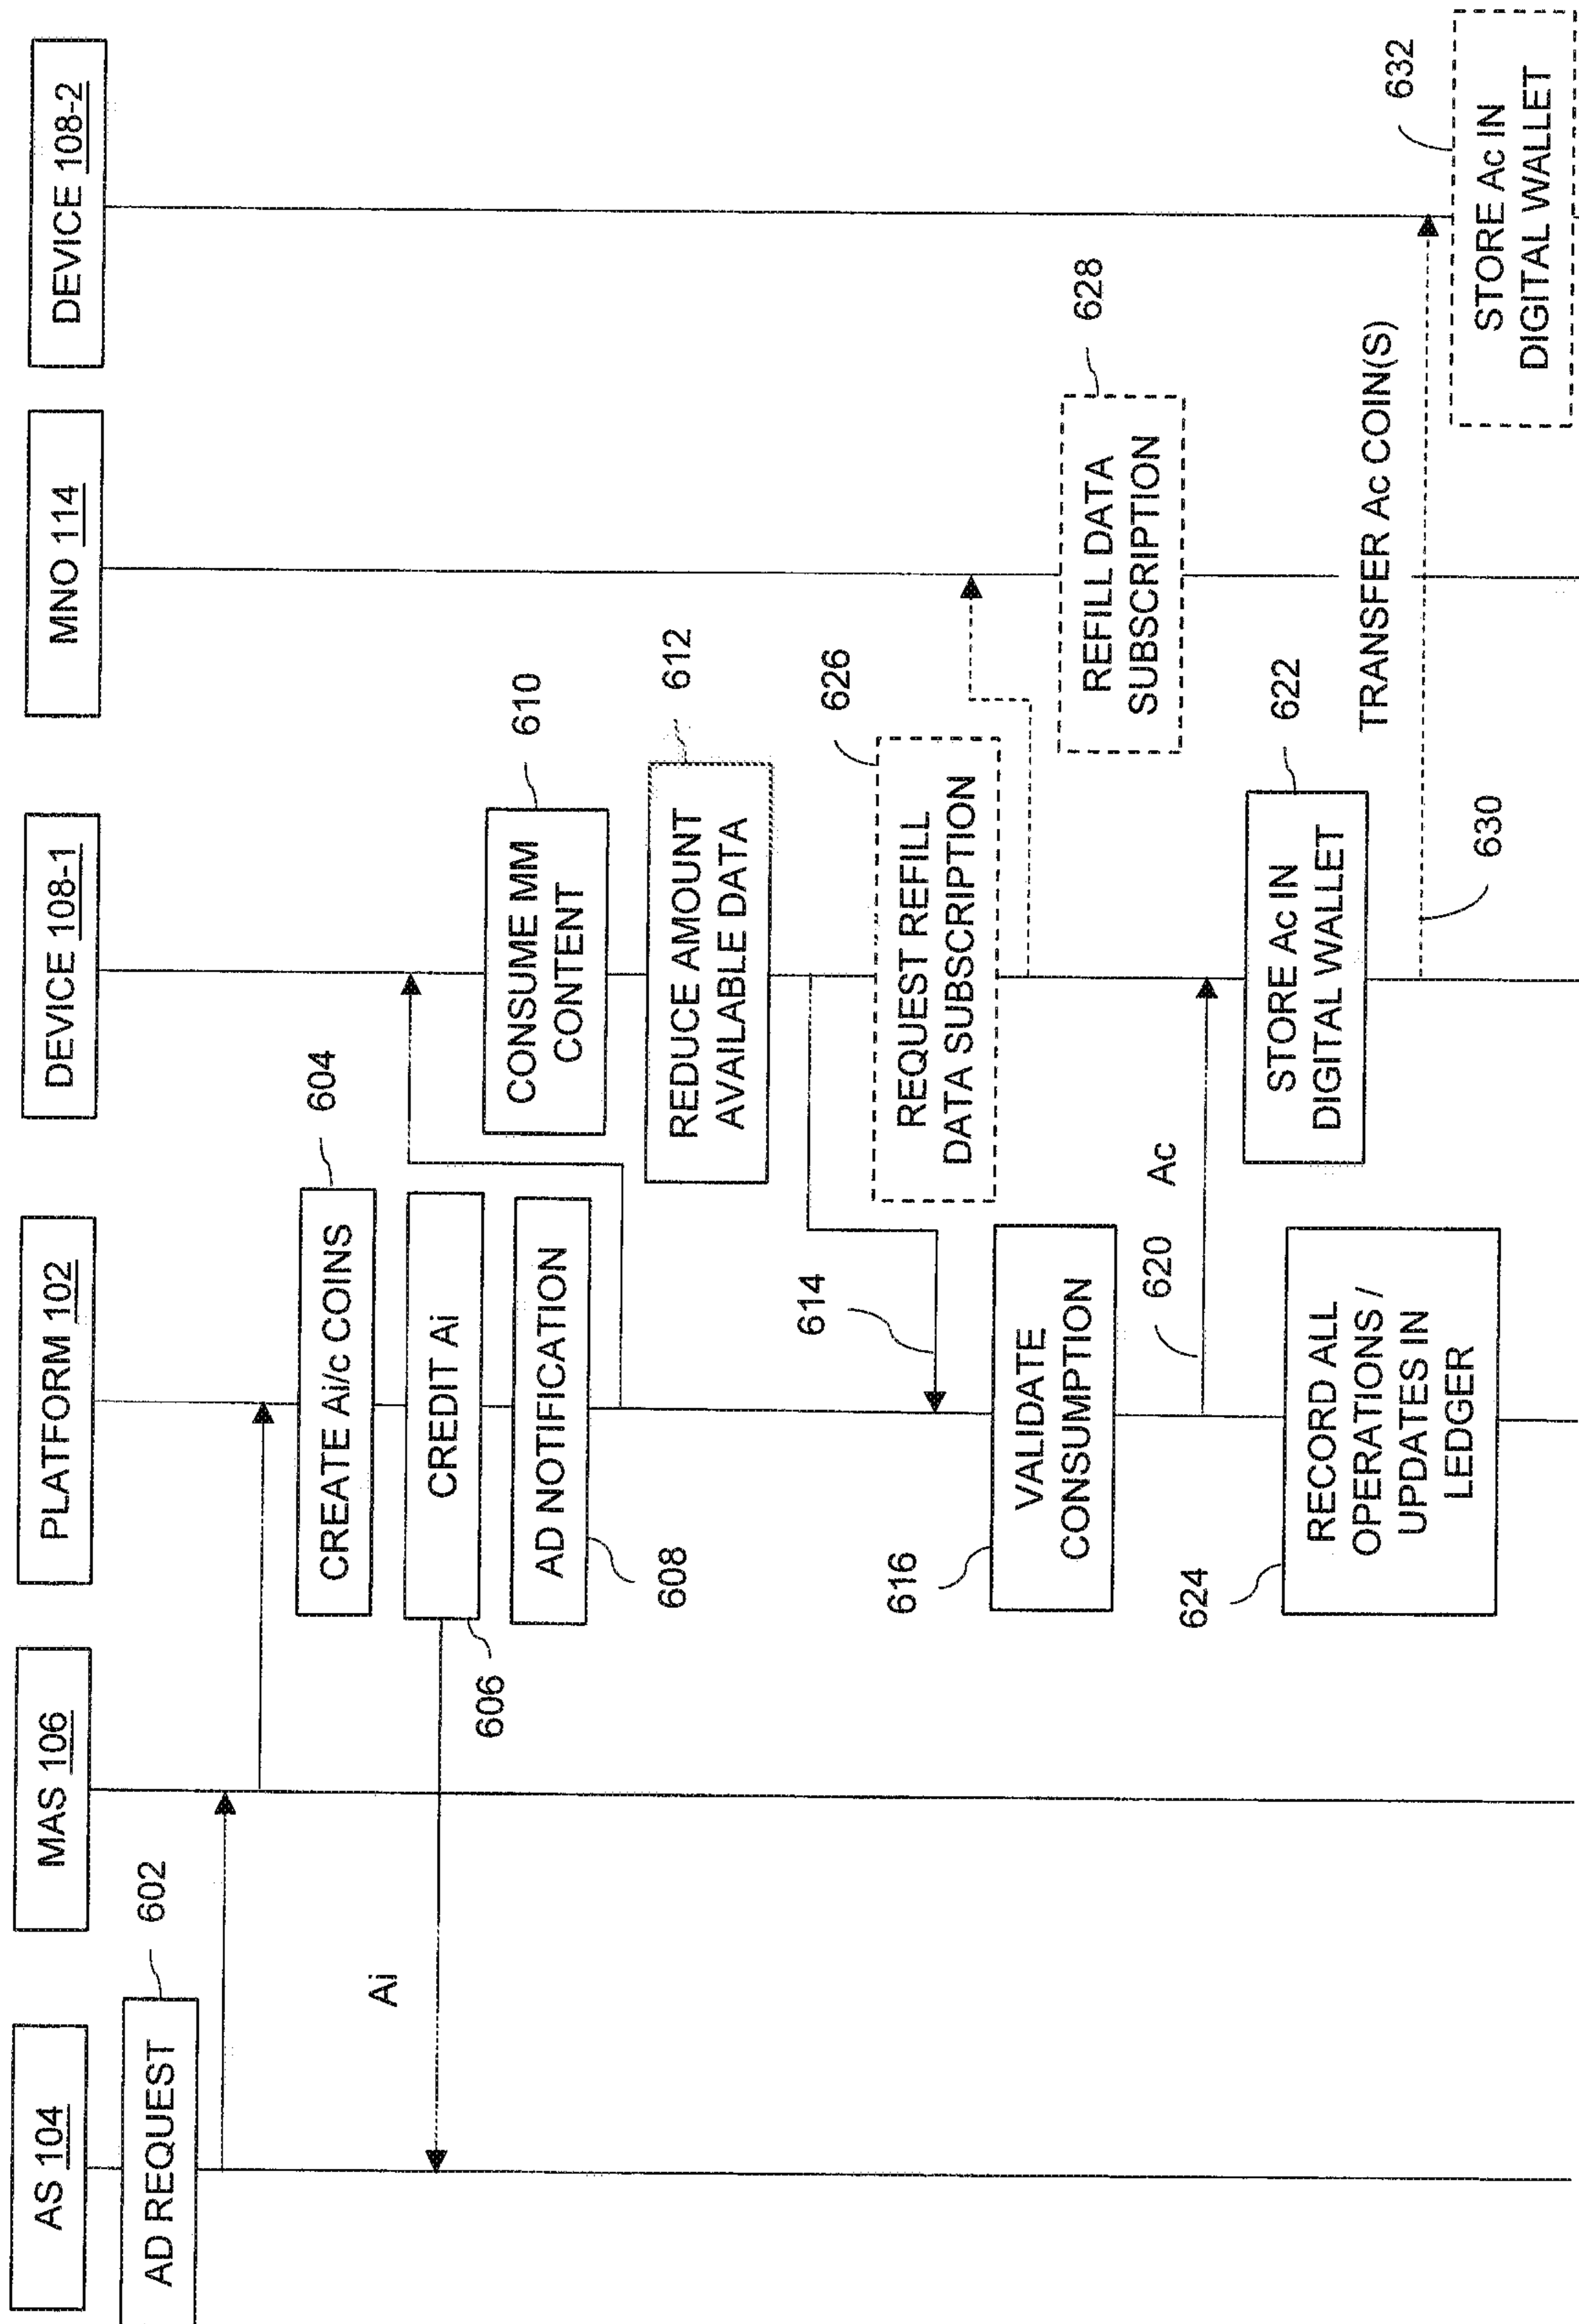 AS 104
MAS 106
PLATFORM 102
DEVICE 108-1
MNO 114
DEVICE 108-2
AD REQUEST
602
CREATE Ai/c COINS
604
CREDIT Ai
606
Ai
AD NOTIFICATION
608
CONSUME MM
CONTENT
610
REDUCE AMOUNT
AVAILABLE DATA
612
614
REQUEST REFILL
DATA SUBSCRIPTION
626
VALIDATE
CONSUMPTION
616
REFILL DATA
SUBSCRIPTION
628
620
Ac
STORE Ac IN
DIGITAL WALLET
622
RECORD ALL
OPERATIONS /
UPDATES IN
LEDGER
624
TRANSFER Ac COIN(S)
630
STORE Ac IN
DIGITAL WALLET
632